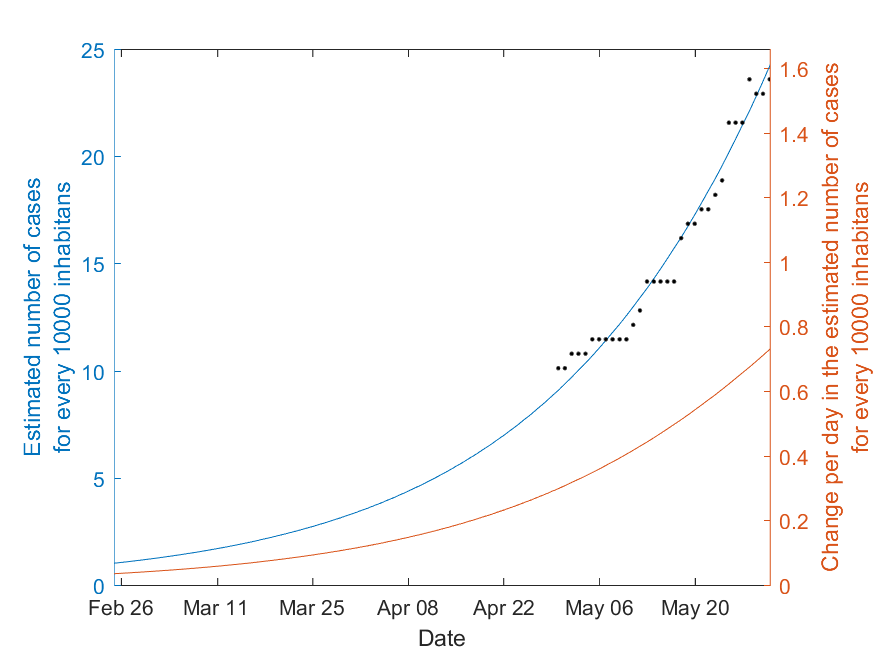 25
20
15
10
5
0
Estimated number of cases
for every 10000 inhabitans
1.6
1.4
1.2
1
0.8
0.6
0.4
0.2
0
Change per day in the estimated number of cases
for every 10000 inhabitans
Feb 26 Mar 11 Mar 25 Apr 08 Apr 22 May 06 May 20
Date